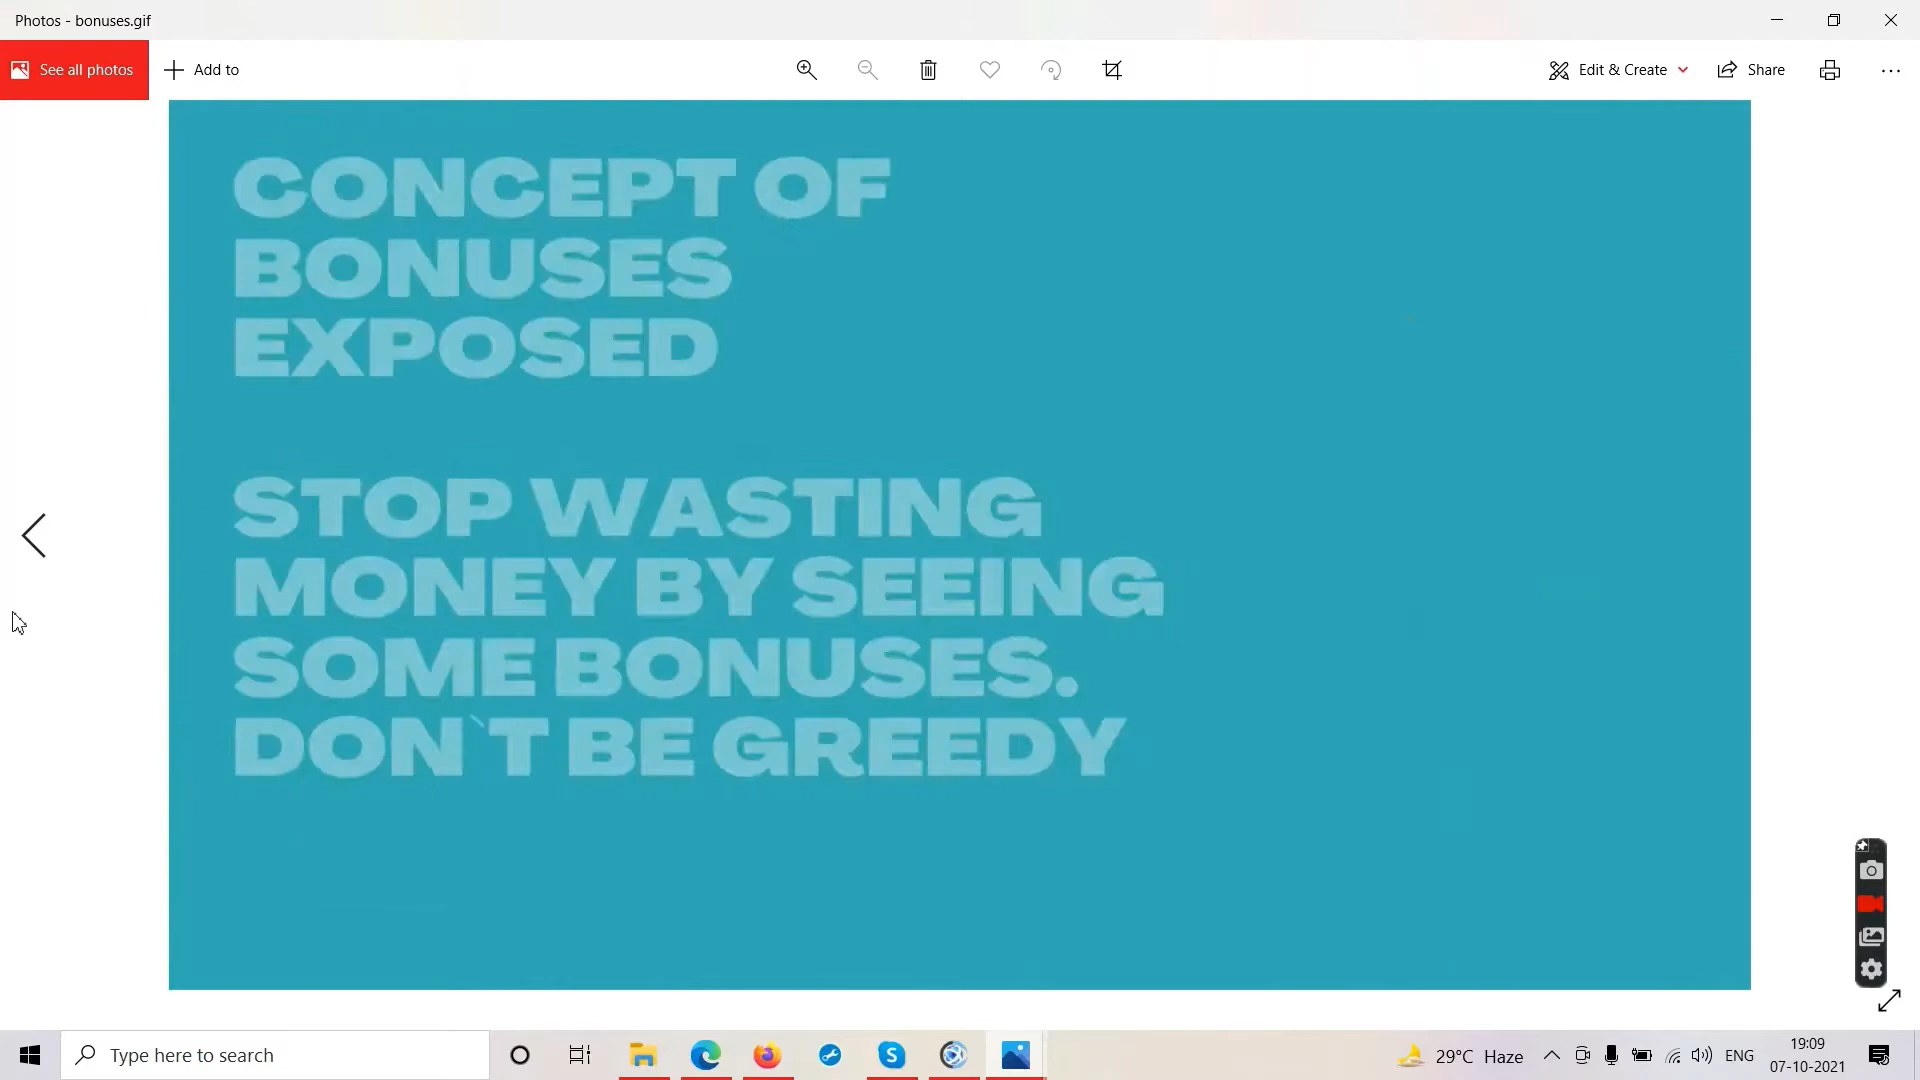 Photos - bonuses.gif
See all photos
Add to
Edit & Create
Share
CONCEPT OF
BONUSES
EXPOSED
STOP WASTING
MONEY BY SEEING
SOME BONUSES.
DON`T BE GREEDY
Type here to search
29°C Haze
ENG
19:09
07-10-2021